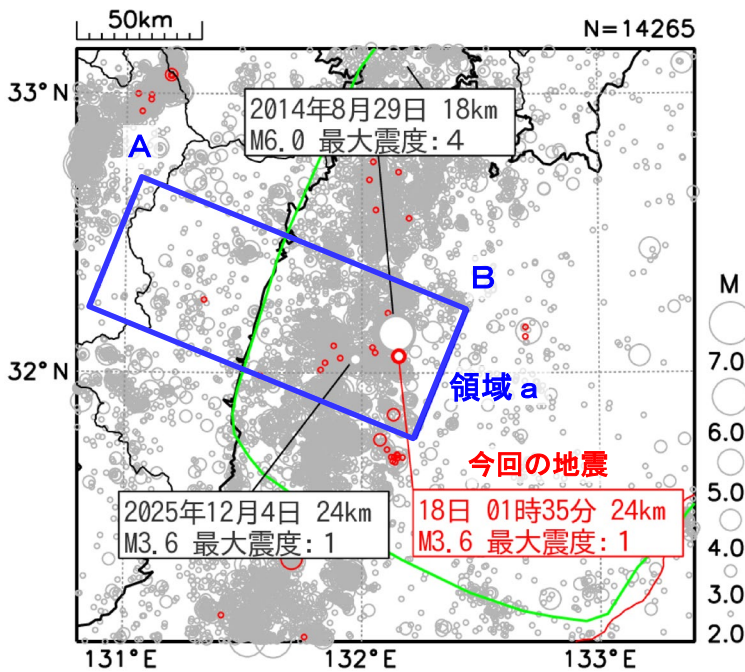 50km
N=14265
33°N
2014年8月29日 18km
M6.0 最大震度:4
A
B
M
32°N
領域a
7.0
6.0
今回の地震
5.0
2025年12月4日 24km
M3.6 最大震度:1
18日 01時35分 24km
M3.6 最大震度:1
4.0
3.0
2.0
131°E
132°E
133°E